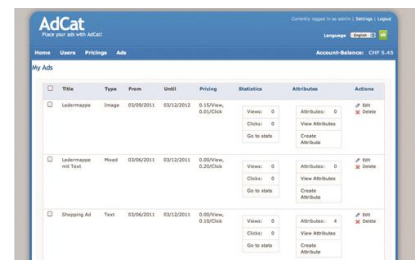 AdCat
Place your ads with AdCat!
Currently logged in as admin | Settings | Logout
Language English
Home Users Pricings Ads Account-Balance: CHF 5.45
My Ads
Title Type From Until Pricing Statistics Attributes Actions
Ledermappe Image 03/09/2011 03/12/2012 0.15/View, 0.01/Click
Views: 0
Clicks: 0
Go to stats
Attributes: 0
View Attributes
Create Attribute
Edit
Delete
Ledermappe mit Text Mixed 03/06/2011 03/12/2011 0.00/View, 0.20/Click
Views: 0
Clicks: 0
Go to stats
Attributes: 0
View Attributes
Create Attribute
Edit
Delete
Shopping Ad Text 03/06/2011 03/12/2011 0.00/View, 0.10/Click
Views: 0
Clicks: 0
Go to stats
Attributes: 4
View Attributes
Create Attribute
Edit
Delete